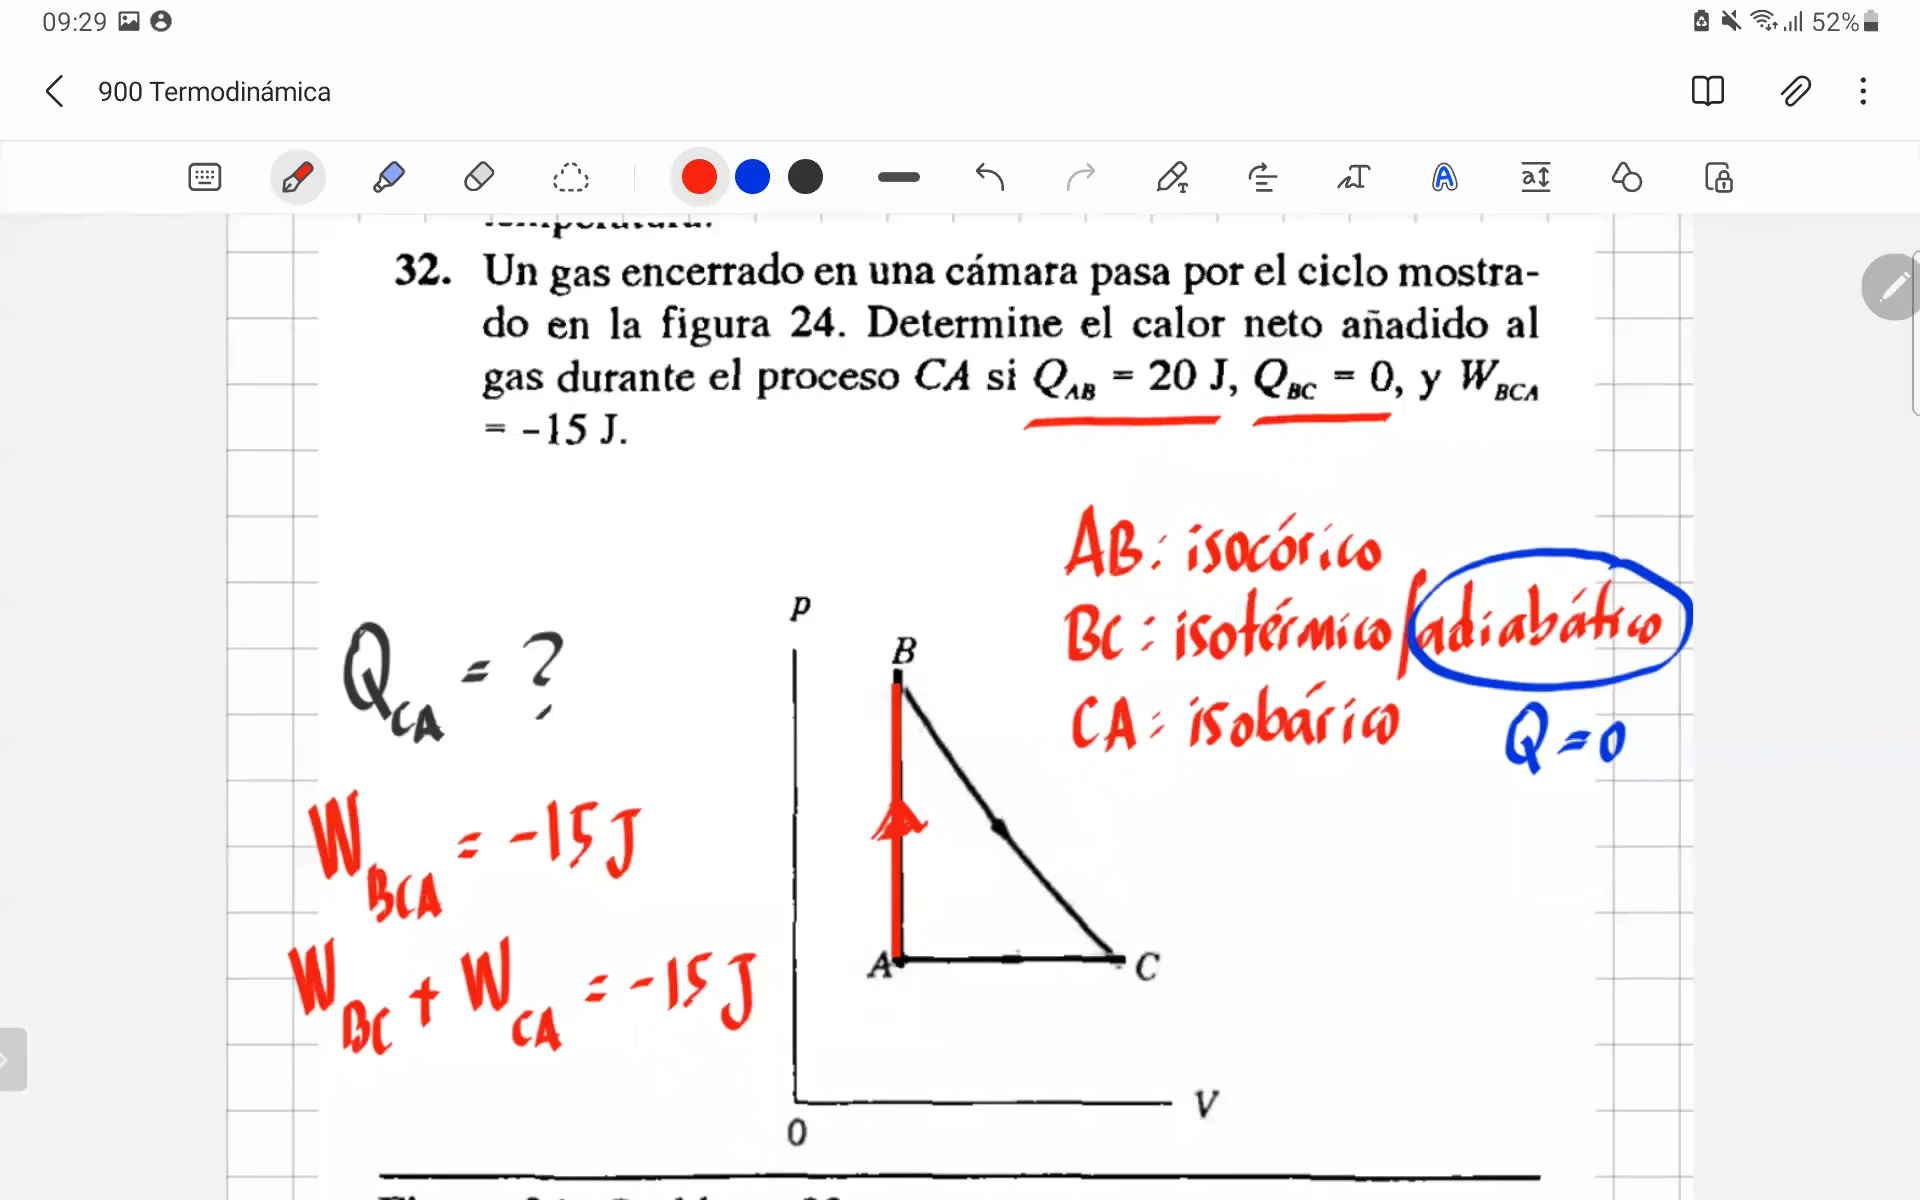 09:29
52%
900 Termodinámica
temperatura.
32. Un gas encerrado en una cámara pasa por el ciclo mostra-
do en la figura 24. Determine el calor neto añadido al
gas durante el proceso CA si Q_AB = 20 J, Q_BC = 0, y W_BCA
= -15 J.
AB: isocórico
BC: isotérmico/adiabático
CA: isobárico
Q = 0
Q_CA = ?
W_BCA = -15 J
W_BC + W_CA = -15 J
P
B
A
C
V
0